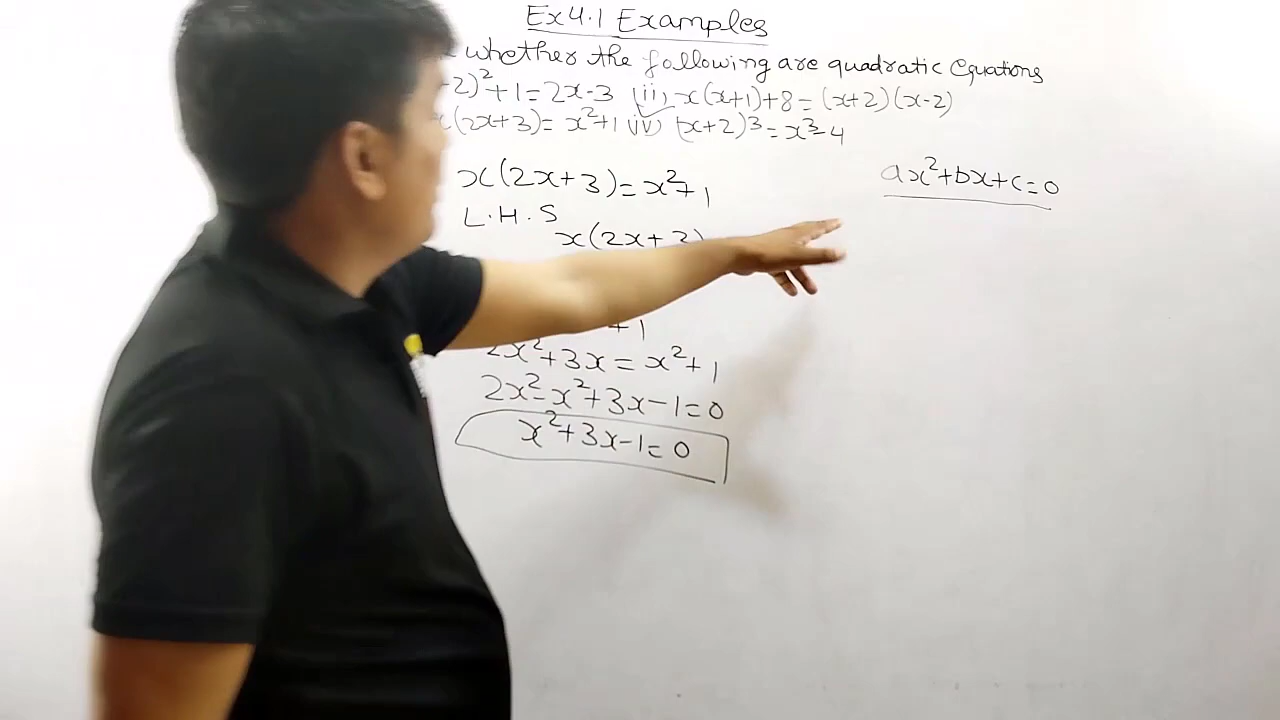 Ex 4.1 Examples
whether the following are quadratic Equations
-2)²+1=2x-3 (ii) x(x+1)+8=(x+2)(x-2)
(2x+3)=x²+1 (iv) (x+2)³=x³-4
x(2x+3)=x²+1
ax²+bx+c=0
L.H.S
x(2x+3)
+1
2x²+3x=x²+1
2x²-x²+3x-1=0
x²+3x-1=0